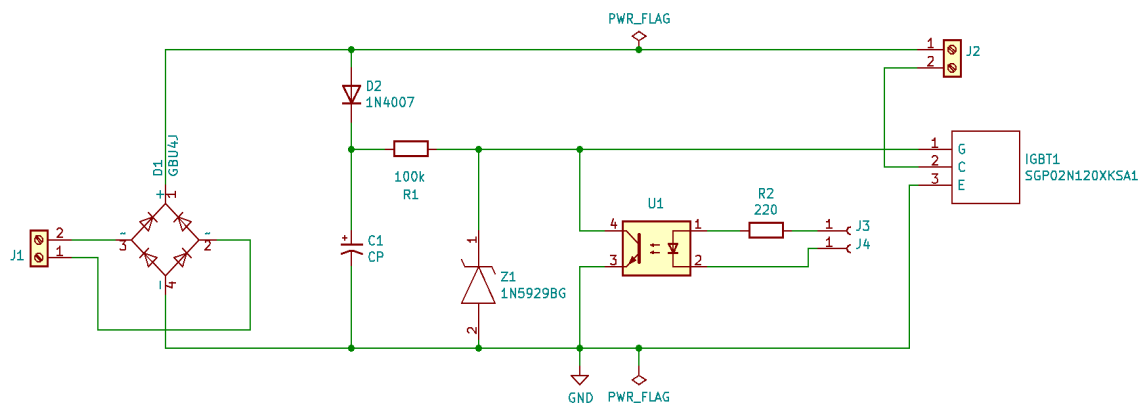 PWR_FLAG
1
2
J2
D2
1N4007
D1
GBU4J
+
1
100k
R1
1
G
2
C
3
E
IGBT1
SGP02N120XKSA1
J1
2
1
~
3
~
2
−
4
+
C1
CP
1
Z1
1N5929BG
2
U1
4
3
1
2
R2
220
1
J3
1
J4
GND
PWR_FLAG